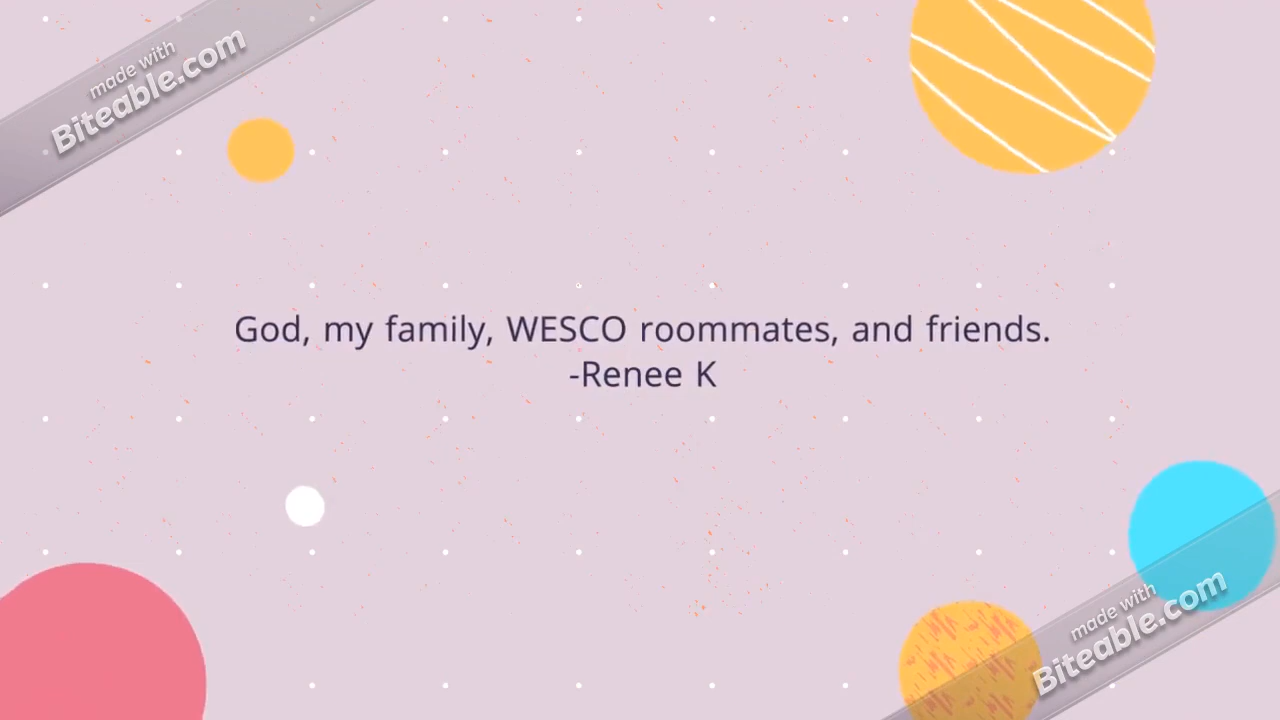 made with
Biteable.com
God, my family, WESCO roommates, and friends.
-Renee K
made with
Biteable.com